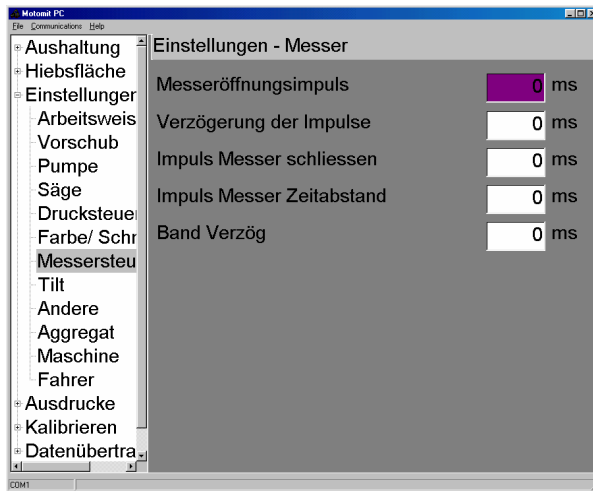 Motomit PC
File Communications Help
Aushaltung
Hiebsfläche
Einstellunger
Arbeitsweis
Vorschub
Pumpe
Säge
Drucksteuer
Farbe/ Schr
Messersteu
Tilt
Andere
Aggregat
Maschine
Fahrer
Ausdrucke
Kalibrieren
Datenübertra
Einstellungen - Messer
Messeröffnungsimpuls 0 ms
Verzögerung der Impulse 0 ms
Impuls Messer schliessen 0 ms
Impuls Messer Zeitabstand 0 ms
Band Verzög 0 ms
COM1